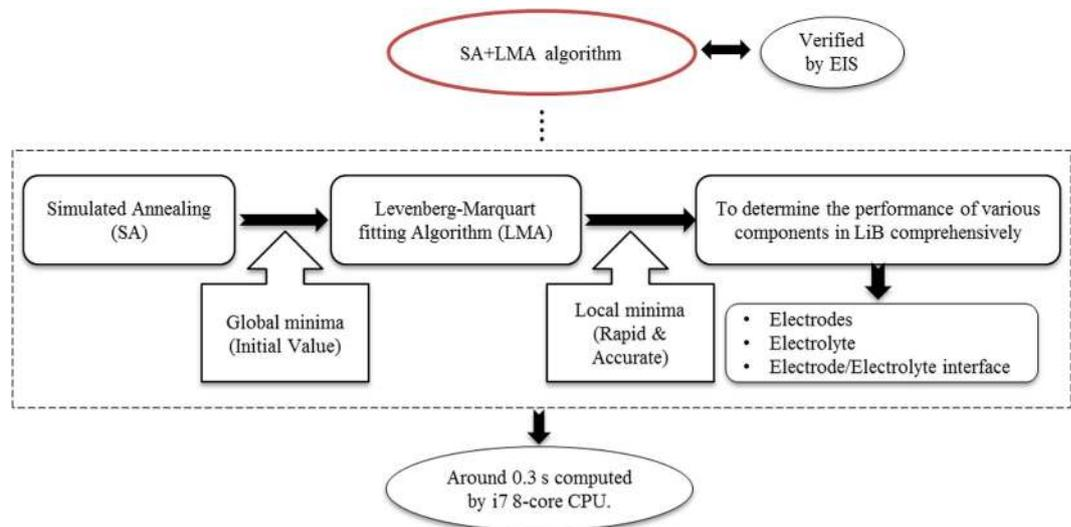 SA+LMA algorithm
Verified
by EIS
Simulated Annealing
(SA)
Levenberg-Marquart
fitting Algorithm (LMA)
To determine the performance of various
components in LiB comprehensively
Global minima
(Initial Value)
Local minima
(Rapid &
Accurate)
• Electrodes
• Electrolyte
• Electrode/Electrolyte interface
Around 0.3 s computed
by i7 8-core CPU.